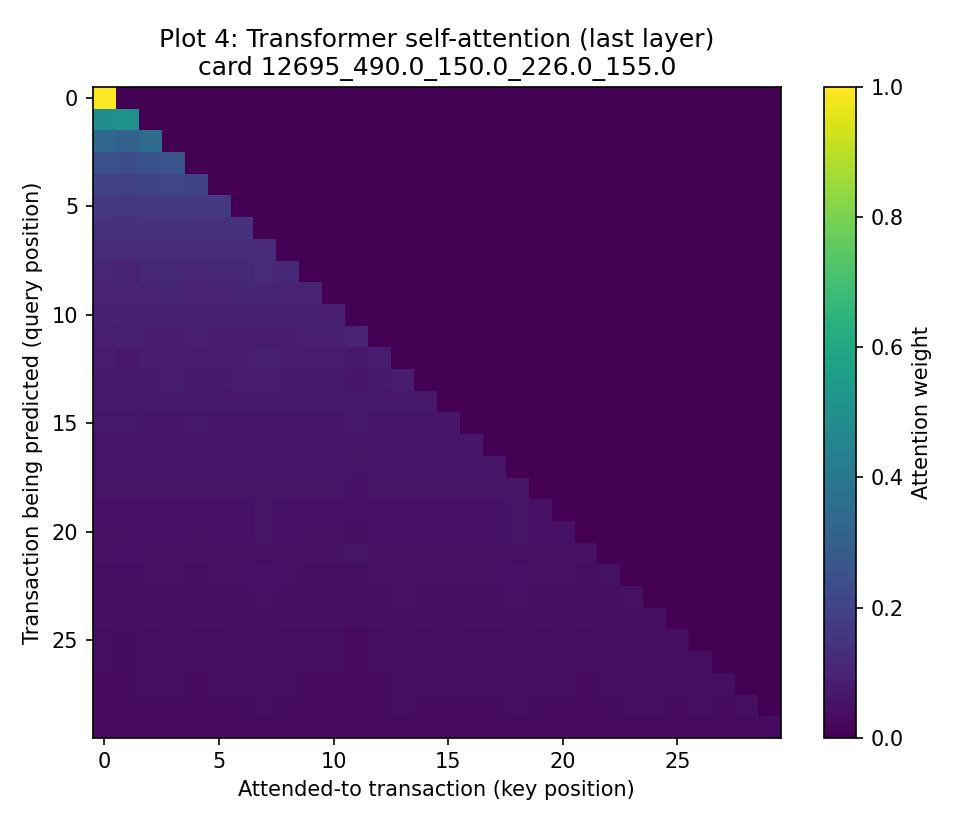 Plot 4: Transformer self-attention (last layer)
card 12695_490.0_150.0_226.0_155.0
Transaction being predicted (query position)
0
5
10
15
20
25
0 5 10 15 20 25
Attended-to transaction (key position)
1.0
0.8
0.6
0.4
0.2
0.0
Attention weight